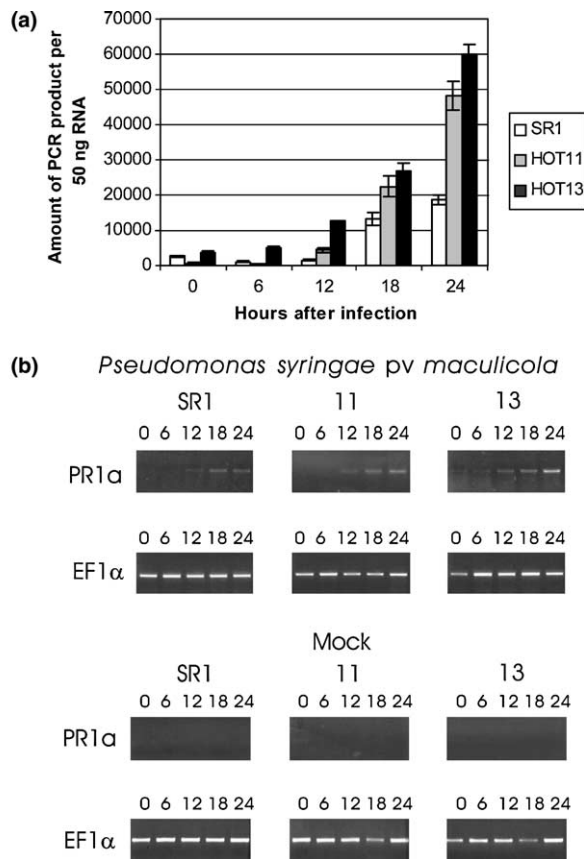 (a)
70000
60000
50000
40000
30000
20000
10000
0
Amount of PCR product per
50 ng RNA
0 6 12 18 24
Hours after infection
SR1
HOT11
HOT13
(b)
Pseudomonas syringae pv maculicola
SR1 11 13
0 6 12 18 24 0 6 12 18 24 0 6 12 18 24
PR1a
0 6 12 18 24 0 6 12 18 24 0 6 12 18 24
EF1α
Mock
SR1 11 13
0 6 12 18 24 0 6 12 18 24 0 6 12 18 24
PR1a
0 6 12 18 24 0 6 12 18 24 0 6 12 18 24
EF1α